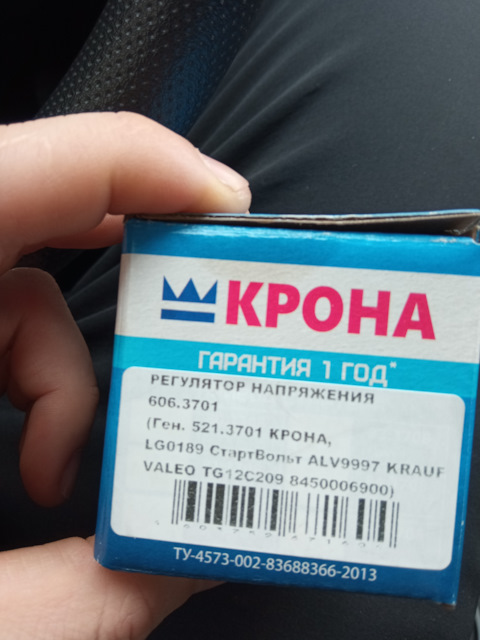 КРОНА
ГАРАНТИЯ 1 ГОД*
РЕГУЛЯТОР НАПРЯЖЕНИЯ
606.3701
(Ген. 521.3701 КРОНА,
LG0189 СтартВольт ALV9997 KRAUF
VALEO TG12C209 8450006900)
ТУ-4573-002-83688366-2013